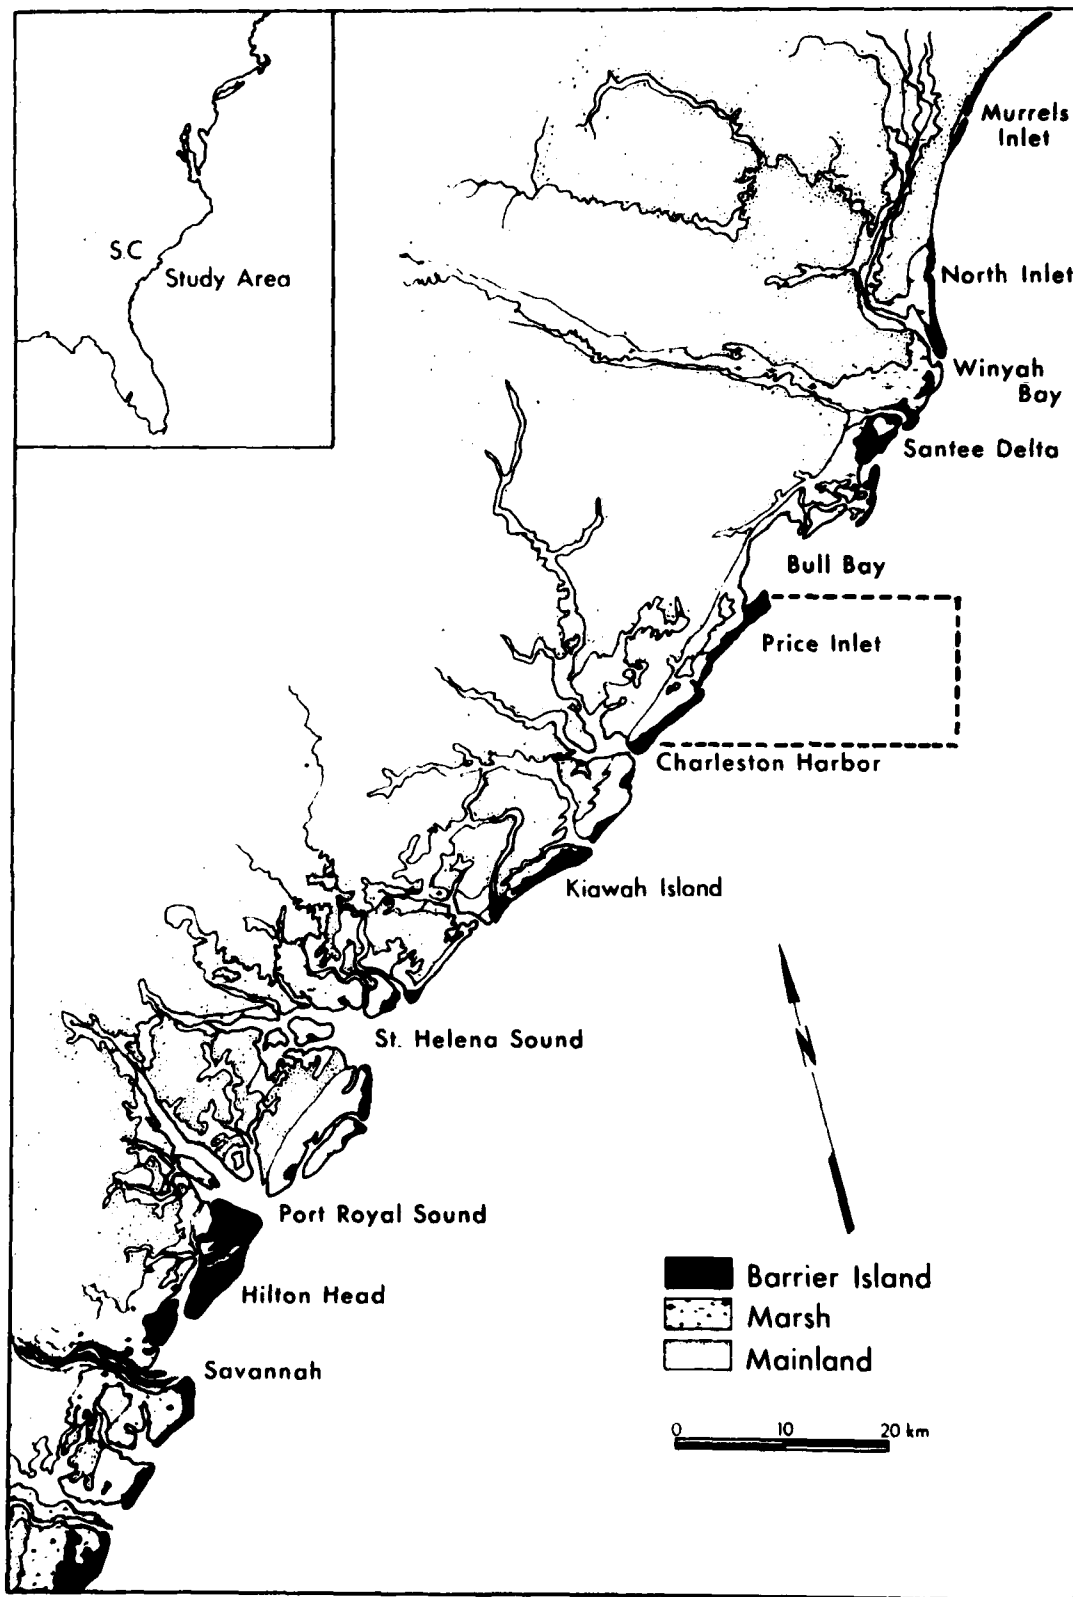 S.C
Study Area
Murrels
Inlet
North Inlet
Winyah
Bay
Santee Delta
Bull Bay
Price Inlet
Charleston Harbor
Kiawah Island
St. Helena Sound
N
Port Royal Sound
Hilton Head
Savannah
Barrier Island
Marsh
Mainland
0 10 20 km